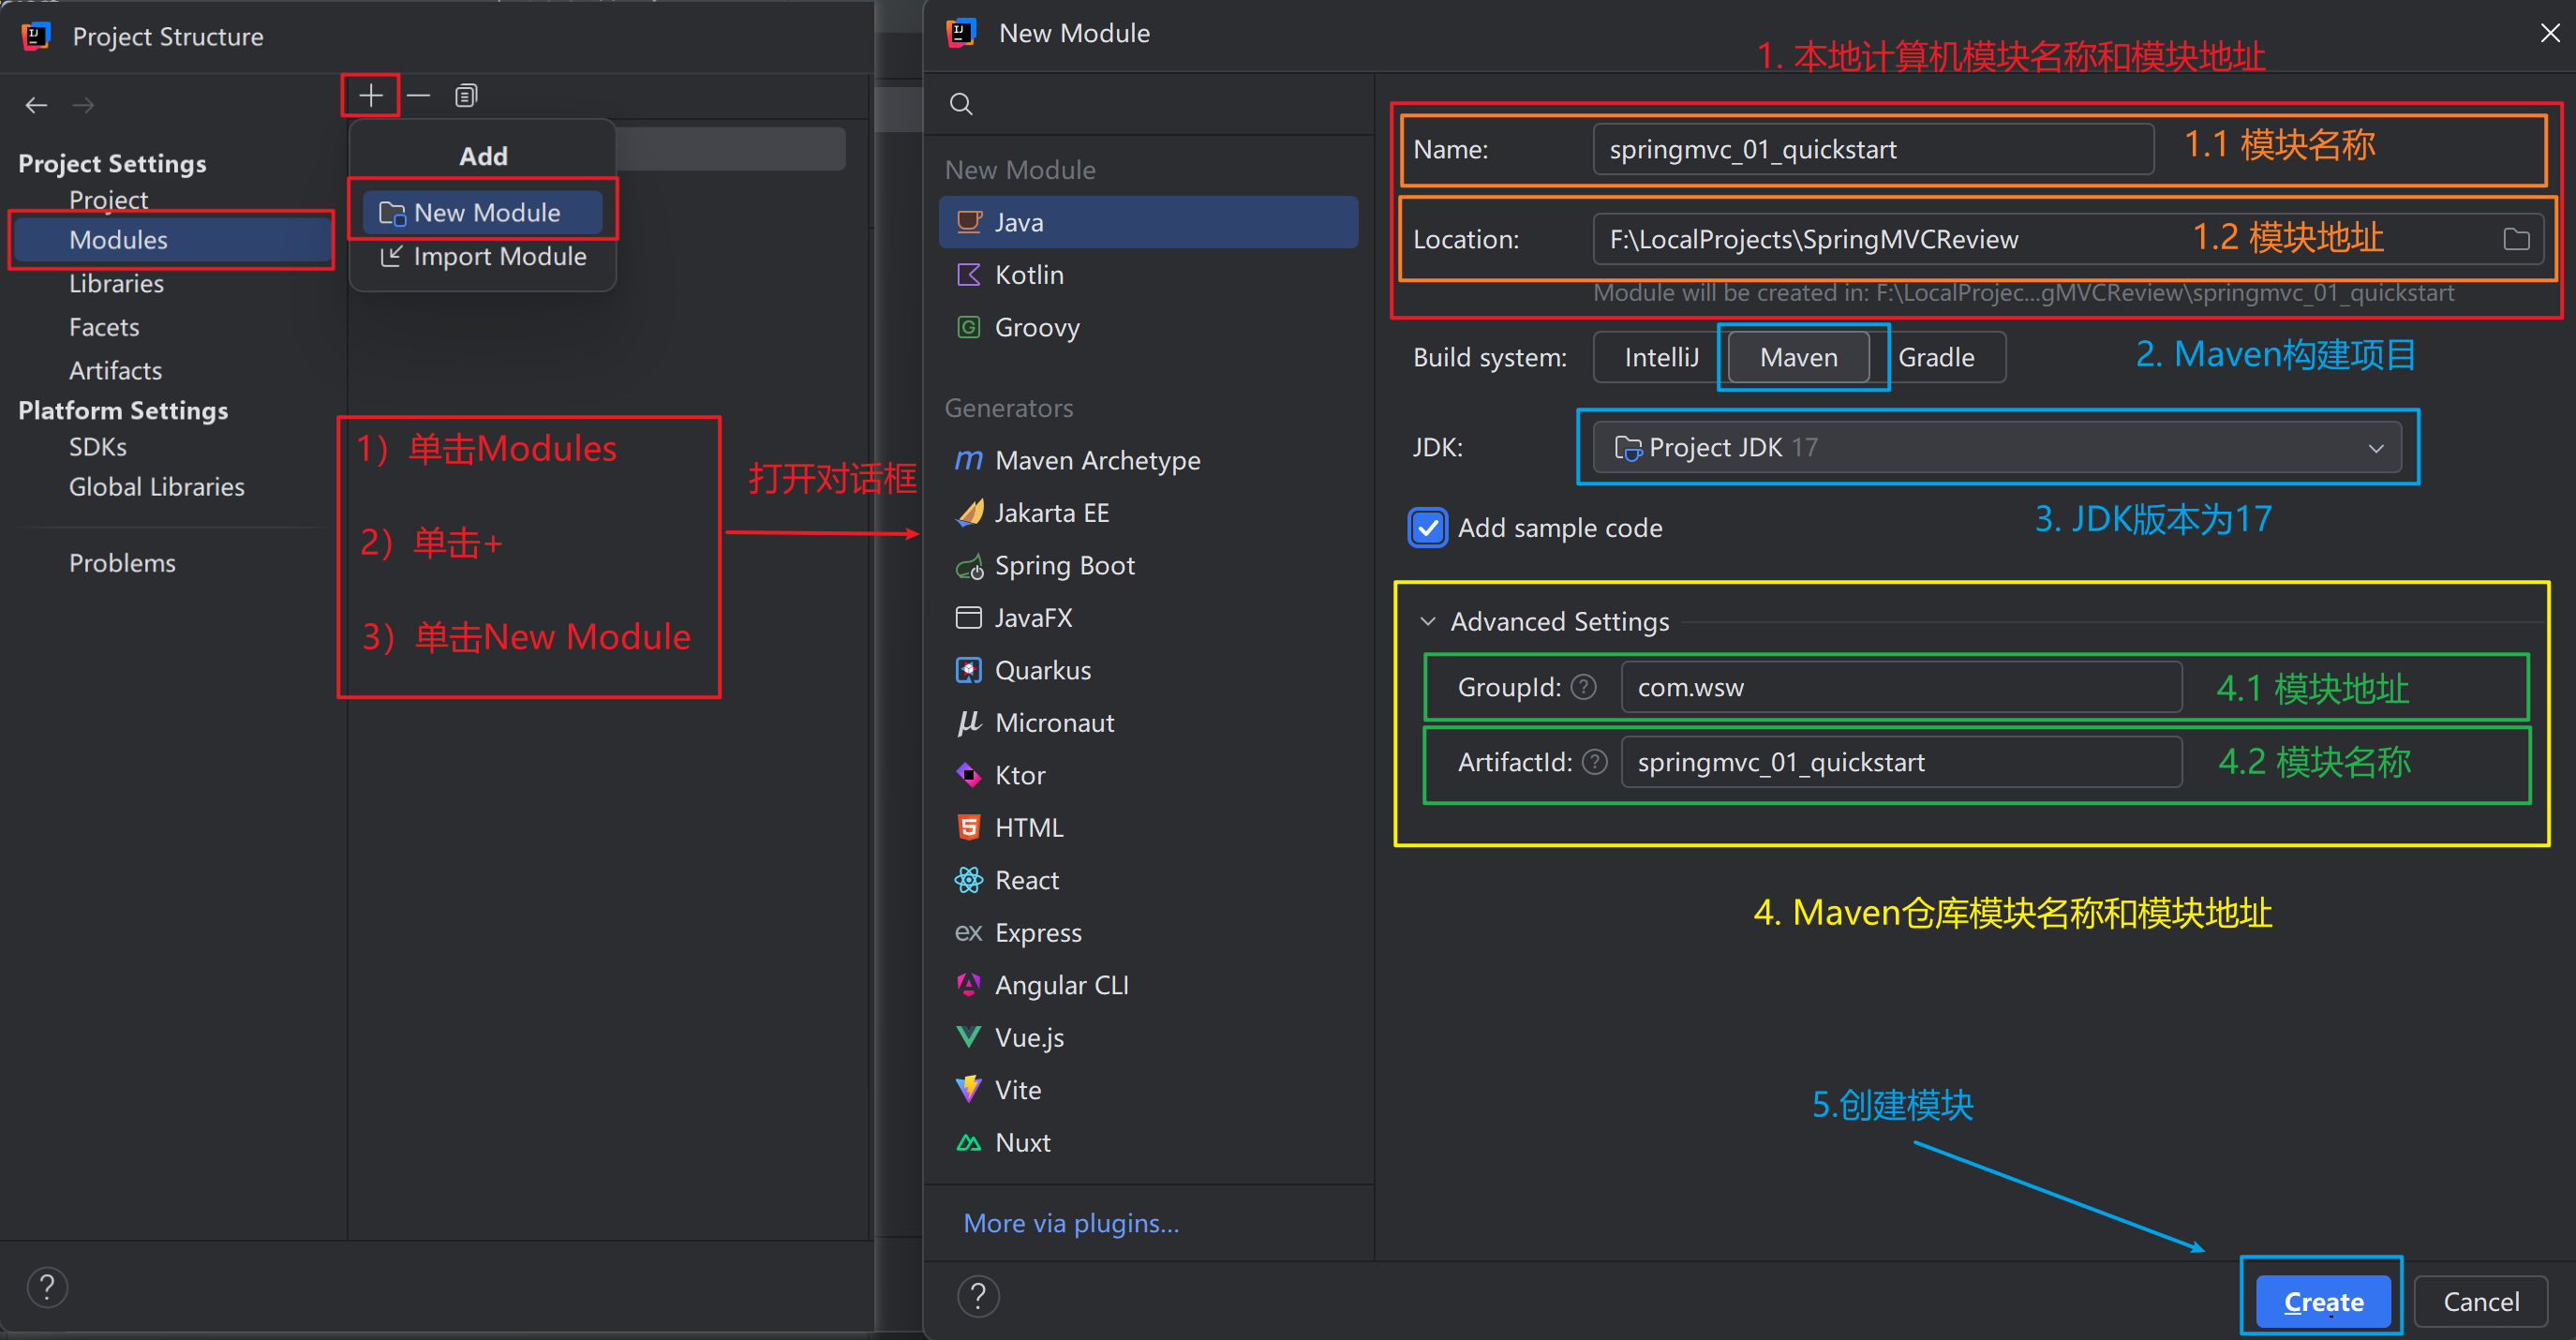 Project Structure
Add
New Module
Import Module
Project Settings
Project
Modules
Libraries
Facets
Artifacts
Platform Settings
SDKs
Global Libraries
Problems
1）单击Modules
2）单击+
3）单击New Module
打开对话框
?
New Module
1. 本地计算机模块名称和模块地址
New Module
Java
Kotlin
Groovy
Generators
Maven Archetype
Jakarta EE
Spring Boot
JavaFX
Quarkus
Micronaut
Ktor
HTML
React
ex Express
Angular CLI
Vue.js
Vite
Nuxt
More via plugins...
?
Name: springmvc_01_quickstart 1.1 模块名称
Location: F:\LocalProjects\SpringMVCReview 1.2 模块地址
Module will be created in: F:\LocalProjec...gMVCReview\springmvc_01_quickstart
Build system: IntelliJ Maven Gradle 2. Maven构建项目
JDK: Project JDK 17
3. JDK版本为17
Add sample code
Advanced Settings
GroupId: ? com.wsw 4.1 模块地址
ArtifactId: ? springmvc_01_quickstart 4.2 模块名称
4. Maven仓库模块名称和模块地址
5.创建模块
Create Cancel